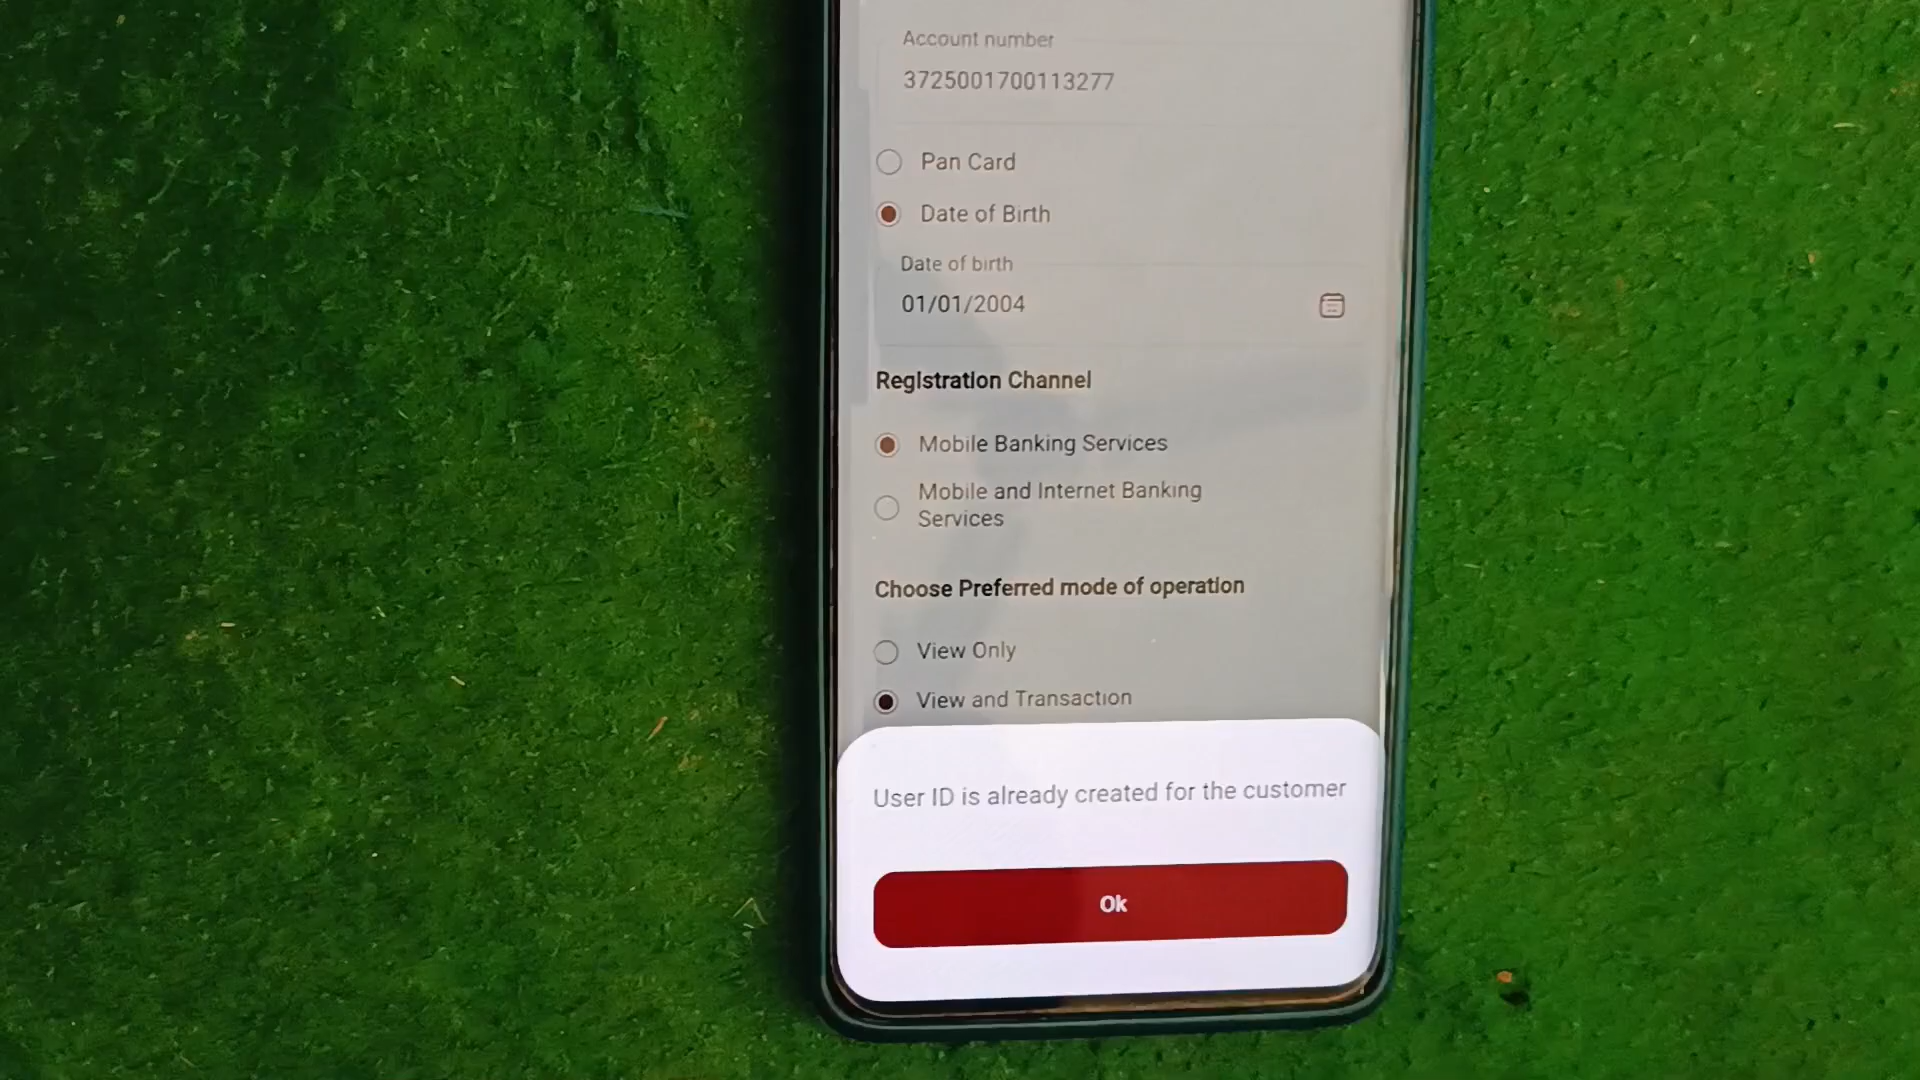 Account number
3725001700113277
Pan Card
Date of Birth
Date of birth
01/01/2004
Registration Channel
Mobile Banking Services
Mobile and Internet Banking
Services
Choose Preferred mode of operation
View Only
View and Transaction
User ID is already created for the customer
Ok